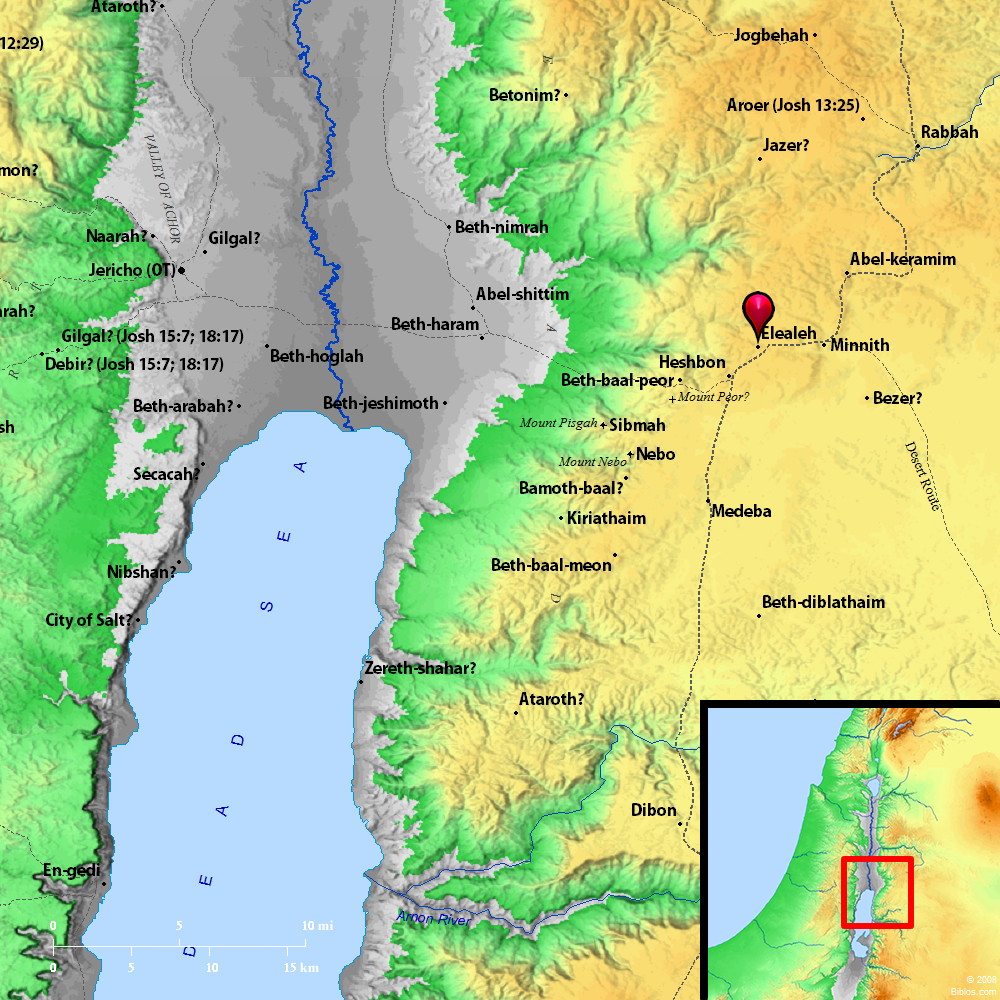 Ataroth?
12:29)
Jogbehah
E
Betonim?
Aroer (Josh 13:25)
Rabbah
Jazer?
mon?
VALLEY OF ACHOR
Beth-nimrah
Naarah?
Gilgal?
Abel-keramim
Jericho (OT)
Abel-shittim
arah?
Beth-haram
A
Elealeh
Gilgal? (Josh 15:7; 18:17)
Minnith
Beth-hoglah
Debir? (Josh 15:7; 18:17)
Heshbon
R
Beth-baal-peor
Mount Peor?
Bezer?
Beth-arabah?
Beth-jeshimoth
Mount Pisgah
Sibmah
sh
Nebo
Mount Nebo
Secacah?
Desert Route
Bamoth-baal?
Medeba
Kiriathaim
Nibshan?
Beth-baal-meon
D
Beth-diblathaim
City of Salt?
Zereth-shahar?
Ataroth?
DEAD SEA
Dibon
En-gedi
Arnon River
0 5 10 mi
0 5 10 15 km
© 2008
Biblos.com